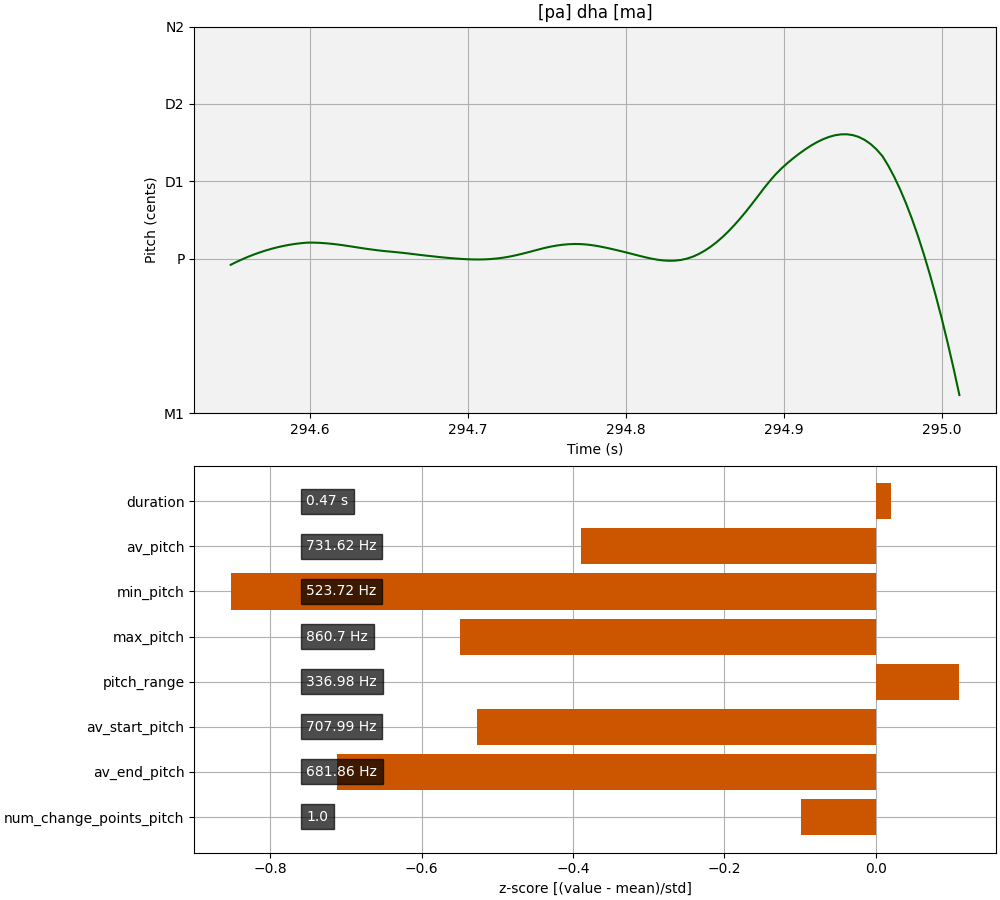 [pa] dha [ma]
N2
D2
D1
P
M1
Pitch (cents)
294.6 294.7 294.8 294.9 295.0
Time (s)
duration 0.47 s
av_pitch 731.62 Hz
min_pitch 523.72 Hz
max_pitch 860.7 Hz
pitch_range 336.98 Hz
av_start_pitch 707.99 Hz
av_end_pitch 681.86 Hz
num_change_points_pitch 1.0
−0.8 −0.6 −0.4 −0.2 0.0
z-score [(value - mean)/std]